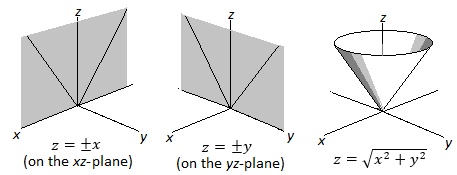 z
x
y
z = ±x
(on the xz-plane)
z
x
y
z = ±y
(on the yz-plane)
z
x
y
z = √x² + y²